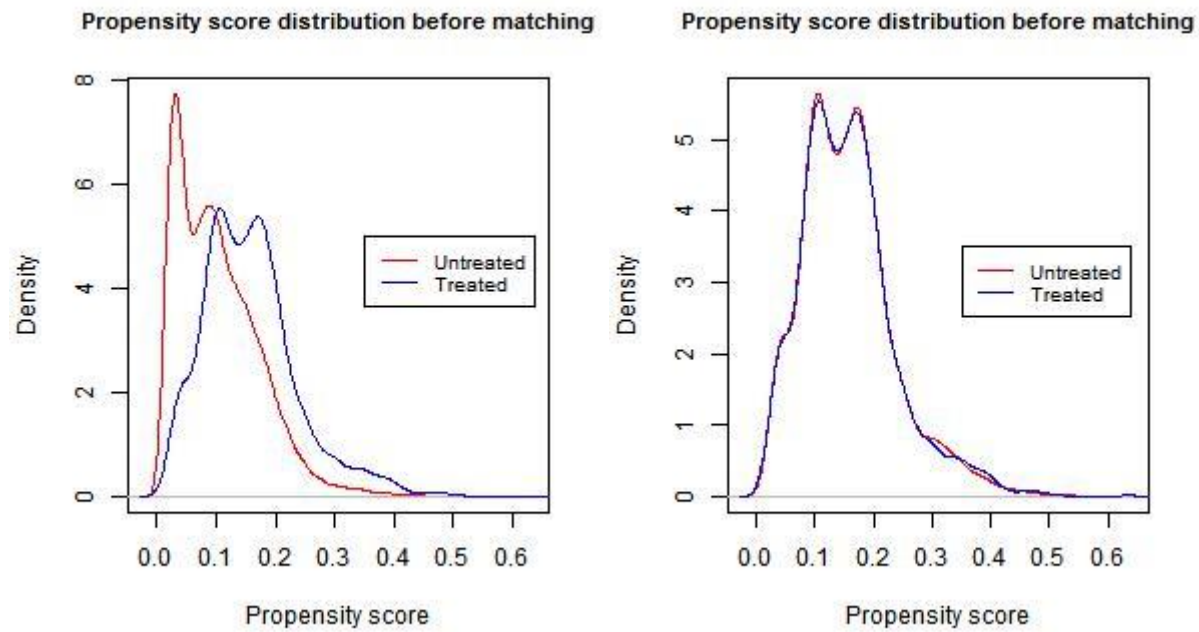 Propensity score distribution before matching
Density
8
6
4
2
0
Untreated
Treated
0.0 0.1 0.2 0.3 0.4 0.5 0.6
Propensity score
Propensity score distribution before matching
Density
5
4
3
2
1
0
Untreated
Treated
0.0 0.1 0.2 0.3 0.4 0.5 0.6
Propensity score